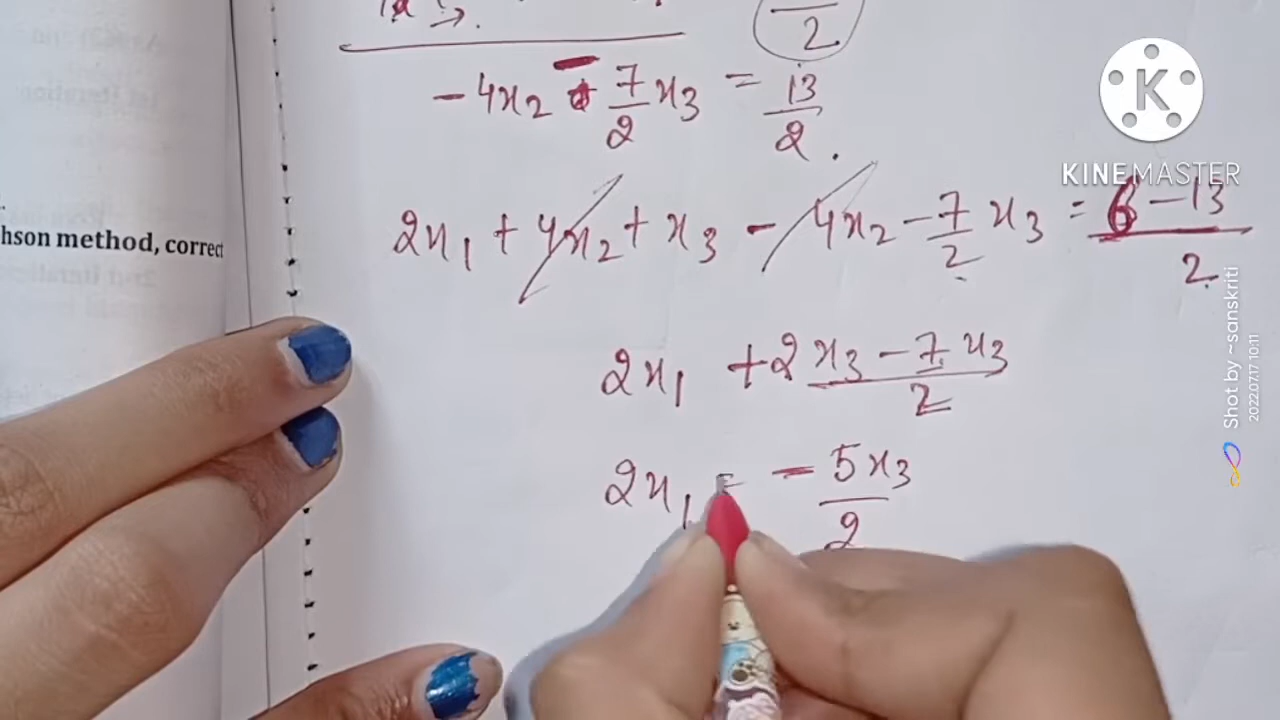 2
- 4x₂ - 7/2 x₃ = 13/2 .
K
KINEMASTER
2x₁ + 4x₂ + x₃ - 4x₂ - 7/2 x₃ = 6 - 13 / 2
hson method, correct
2x₁ + 2x₃ - 7x₃ / 2
2x₁ = - 5x₃ / 2
Shot by ~sanskriti
2022.07.17 10:11